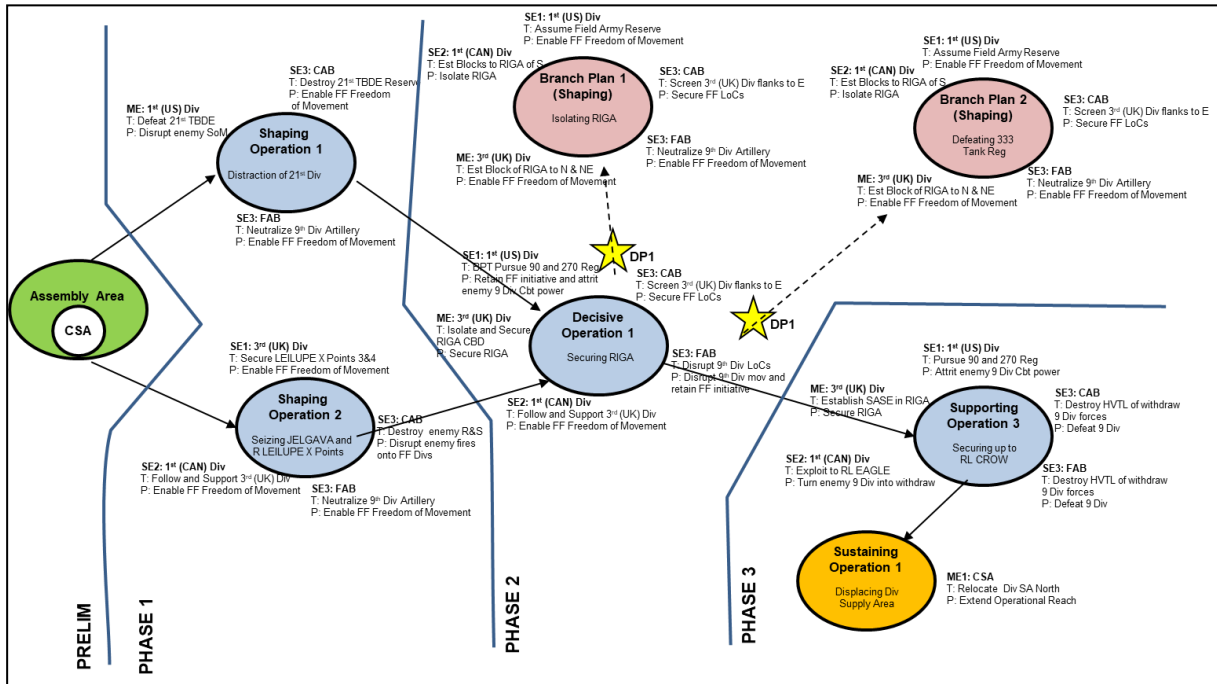 SE1: 1st (US) Div
T: Assume Field Army Reserve
P: Enable FF Freedom of Movement
SE2: 1st (CAN) Div
T: Est Blocks to RIGA of S
P: Isolate RIGA
Branch Plan 1
(Shaping)
Isolating RIGA
SE3: CAB
T: Screen 3rd (UK) Div flanks to E
P: Secure FF LoCs
SE3: FAB
T: Neutralize 9th Div Artillery
P: Enable FF Freedom of Movement
ME: 3rd (UK) Div
T: Est Block of RIGA to N & NE
P: Enable FF Freedom of Movement
SE1: 1st (US) Div
T: Assume Field Army Reserve
P: Enable FF Freedom of Movement
SE2: 1st (CAN) Div
T: Est Blocks to RIGA of S
P: Isolate RIGA
Branch Plan 2
(Shaping)
Defeating 333
Tank Reg
SE3: CAB
T: Screen 3rd (UK) Div flanks to E
P: Secure FF LoCs
SE3: FAB
T: Neutralize 9th Div Artillery
P: Enable FF Freedom of Movement
ME: 3rd (UK) Div
T: Est Block of RIGA to N & NE
P: Enable FF Freedom of Movement
SE3: CAB
T: Destroy 21st TBDE Reserve
P: Enable FF Freedom
of Movement
ME: 1st (US) Div
T: Defeat 21st TBDE
P: Disrupt enemy SoM
Shaping
Operation 1
Distraction of 21st Div
SE3: FAB
T: Neutralize 9th Div Artillery
P: Enable FF Freedom of Movement
Assembly Area
CSA
SE1: 3rd (UK) Div
T: Secure LEILUPE X Points 3&4
P: Enable FF Freedom of Movement
Shaping
Operation 2
Seizing JELGAVA and
R LEILUPE X Points
SE3: CAB
T: Destroy enemy R&S
P: Disrupt enemy fires
onto FF Divs
SE2: 1st (CAN) Div
T: Follow and Support 3rd (UK) Div
P: Enable FF Freedom of Movement
SE3: FAB
T: Neutralize 9th Div Artillery
P: Enable FF Freedom of Movement
DP1
DP1
SE1: 1st (US) Div
T: BPT Pursue 90 and 270 Reg
P: Retain FF initiative and attrit
enemy 9 Div Cbt power
SE3: CAB
T: Screen 3rd (UK) Div flanks to E
P: Secure FF LoCs
ME: 3rd (UK) Div
T: Isolate and Secure
RIGA CBD
P: Secure RIGA
Decisive
Operation 1
Securing RIGA
SE3: FAB
T: Disrupt 9th Div LoCs
P: Disrupt 9th Div mov and
retain FF initiative
SE2: 1st (CAN) Div
T: Follow and Support 3rd (UK) Div
P: Enable FF Freedom of Movement
SE1: 1st (US) Div
T: Pursue 90 and 270 Reg
P: Attrit enemy 9 Div Cbt power
ME: 3rd (UK) Div
T: Establish SASE in RIGA
P: Secure RIGA
Supporting
Operation 3
Securing up to
RL CROW
SE3: CAB
T: Destroy HVTL of withdraw
9 Div forces
P: Defeat 9 Div
SE2: 1st (CAN) Div
T: Exploit to RL EAGLE
P: Turn enemy 9 Div into withdraw
SE3: FAB
T: Destroy HVTL of withdraw
9 Div forces
P: Defeat 9 Div
Sustaining
Operation 1
Displacing Div
Supply Area
ME1: CSA
T: Relocate Div SA North
P: Extend Operational Reach
PRELIM
PHASE 1
PHASE 2
PHASE 3